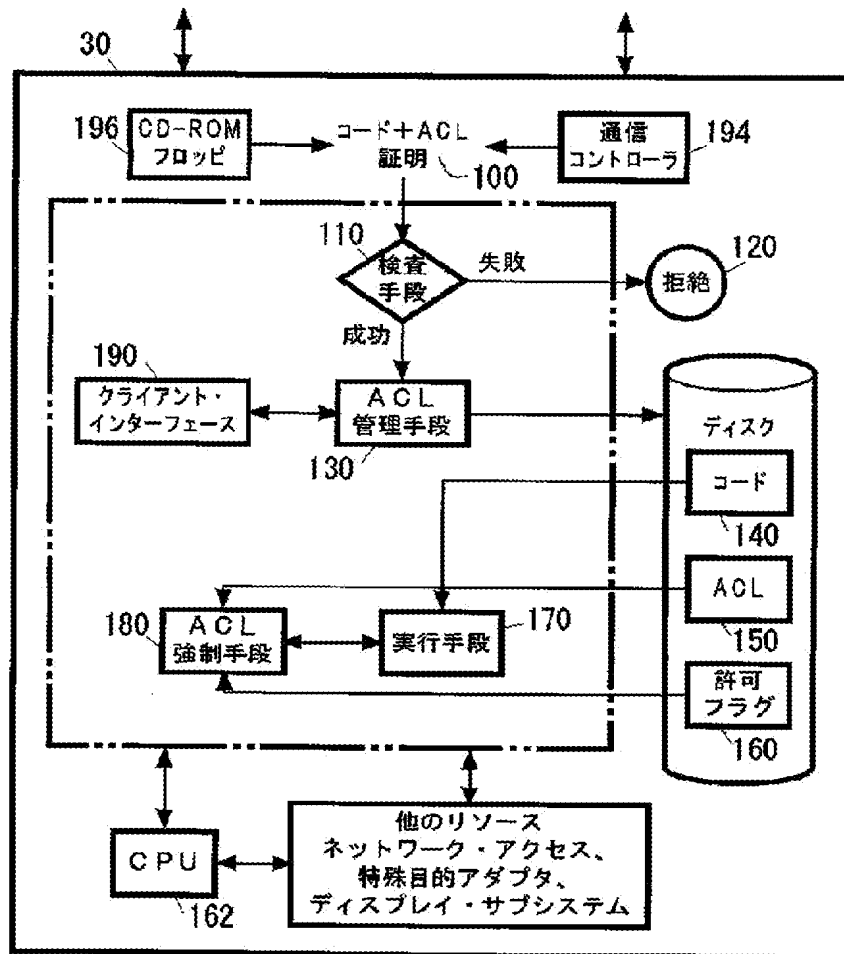 30
196
CD-ROM
フロッピ
コード+ACL
証明
100
通信
コントローラ
194
110
検査
手段
失敗
120
拒絶
成功
190
クライアント・
インターフェース
ACL
管理手段
130
ディスク
コード
140
ACL
150
許可
フラグ
160
180
ACL
強制手段
実行手段
170
CPU
162
他のリソース
ネットワーク・アクセス、
特殊目的アダプタ、
ディスプレイ・サブシステム